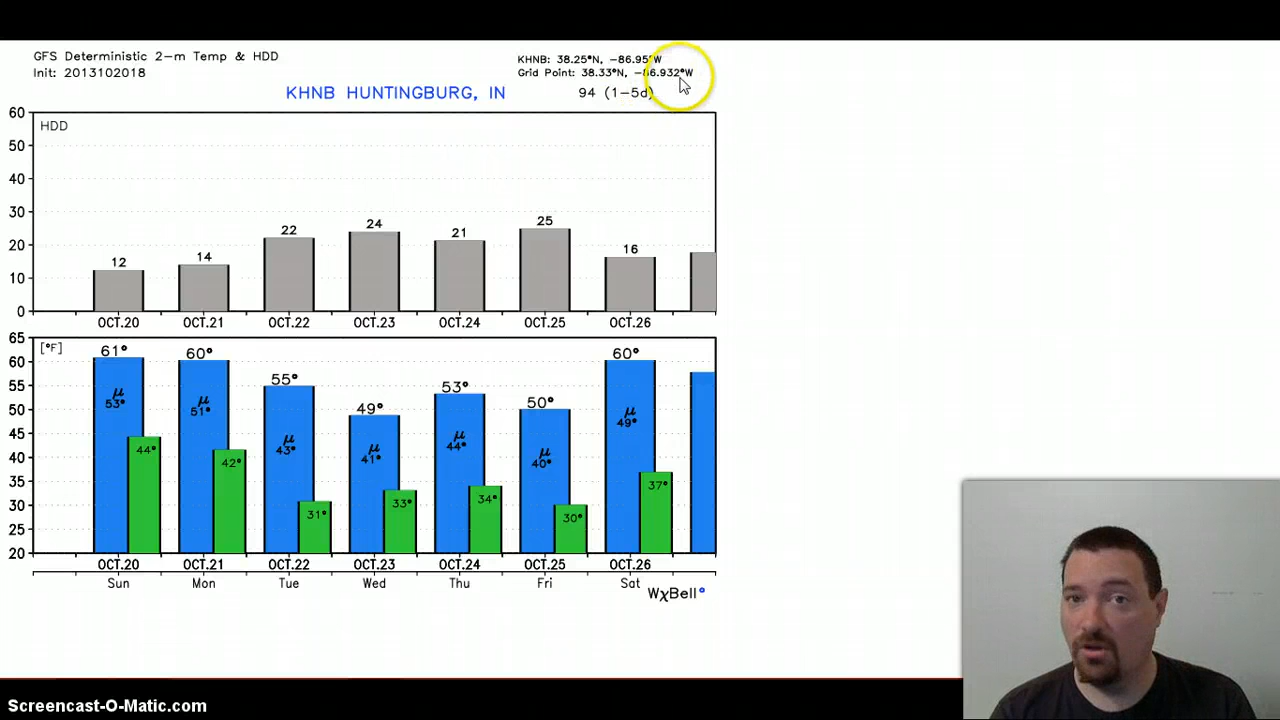 GFS Deterministic 2-m Temp & HDD
Init: 2013102018
KHNB: 38.25°N, -86.95°W
Grid Point: 38.33°N, -86.932°W
KHNB HUNTINGBURG, IN
94 (1-5d)
60
HDD
50
40
30
20
10
0
12
14
22
24
21
25
16
OCT.20 OCT.21 OCT.22 OCT.23 OCT.24 OCT.25 OCT.26
65
[°F]
60
55
50
45
40
35
30
25
20
61° 60° 55° 49° 53° 50° 60°
μ μ μ μ μ μ μ
53° 51° 43° 41° 44° 40° 49°
44° 42° 31° 33° 34° 30° 37°
OCT.20 OCT.21 OCT.22 OCT.23 OCT.24 OCT.25 OCT.26
Sun Mon Tue Wed Thu Fri Sat
WχBell°
Screencast-O-Matic.com